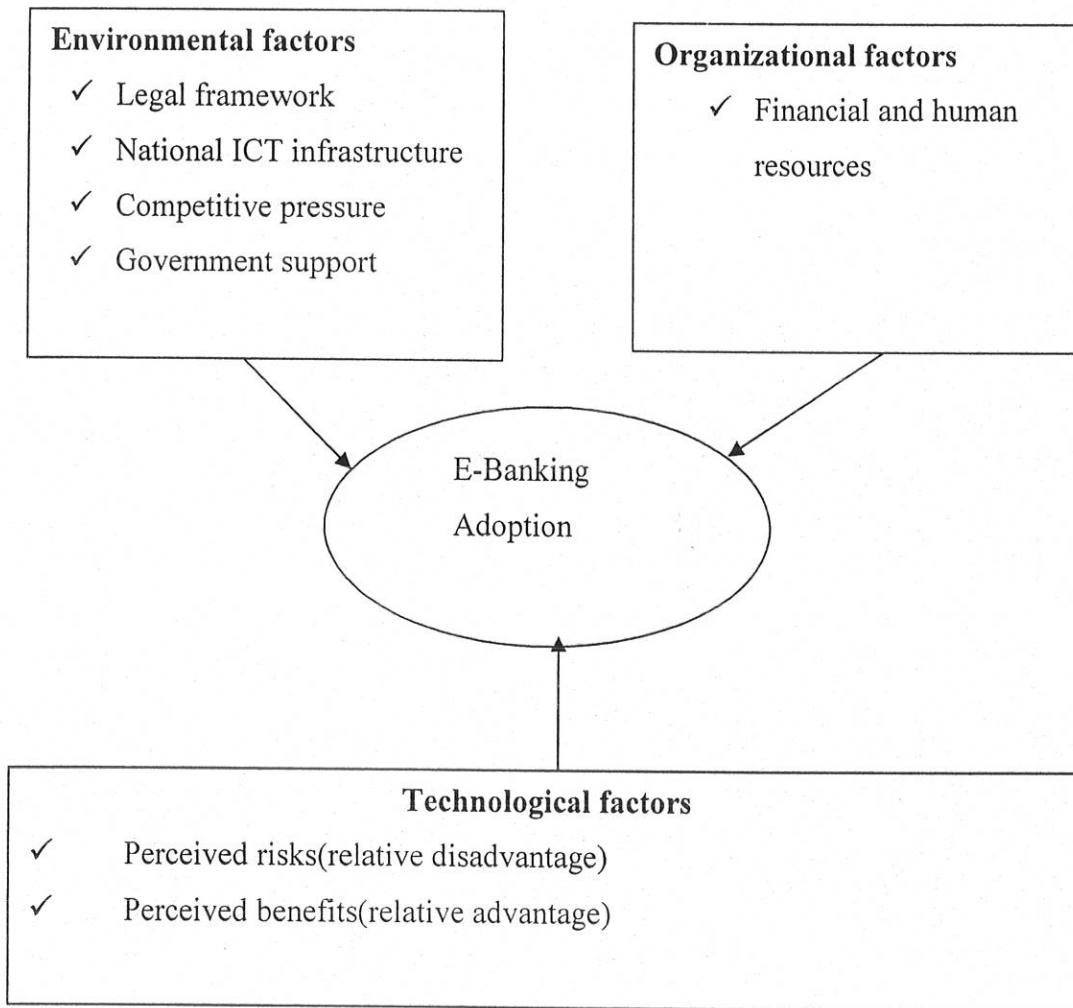 Environmental factors
✓ Legal framework
✓ National ICT infrastructure
✓ Competitive pressure
✓ Government support
Organizational factors
✓ Financial and human
resources
E-Banking
Adoption
Technological factors
✓ Perceived risks(relative disadvantage)
✓ Perceived benefits(relative advantage)